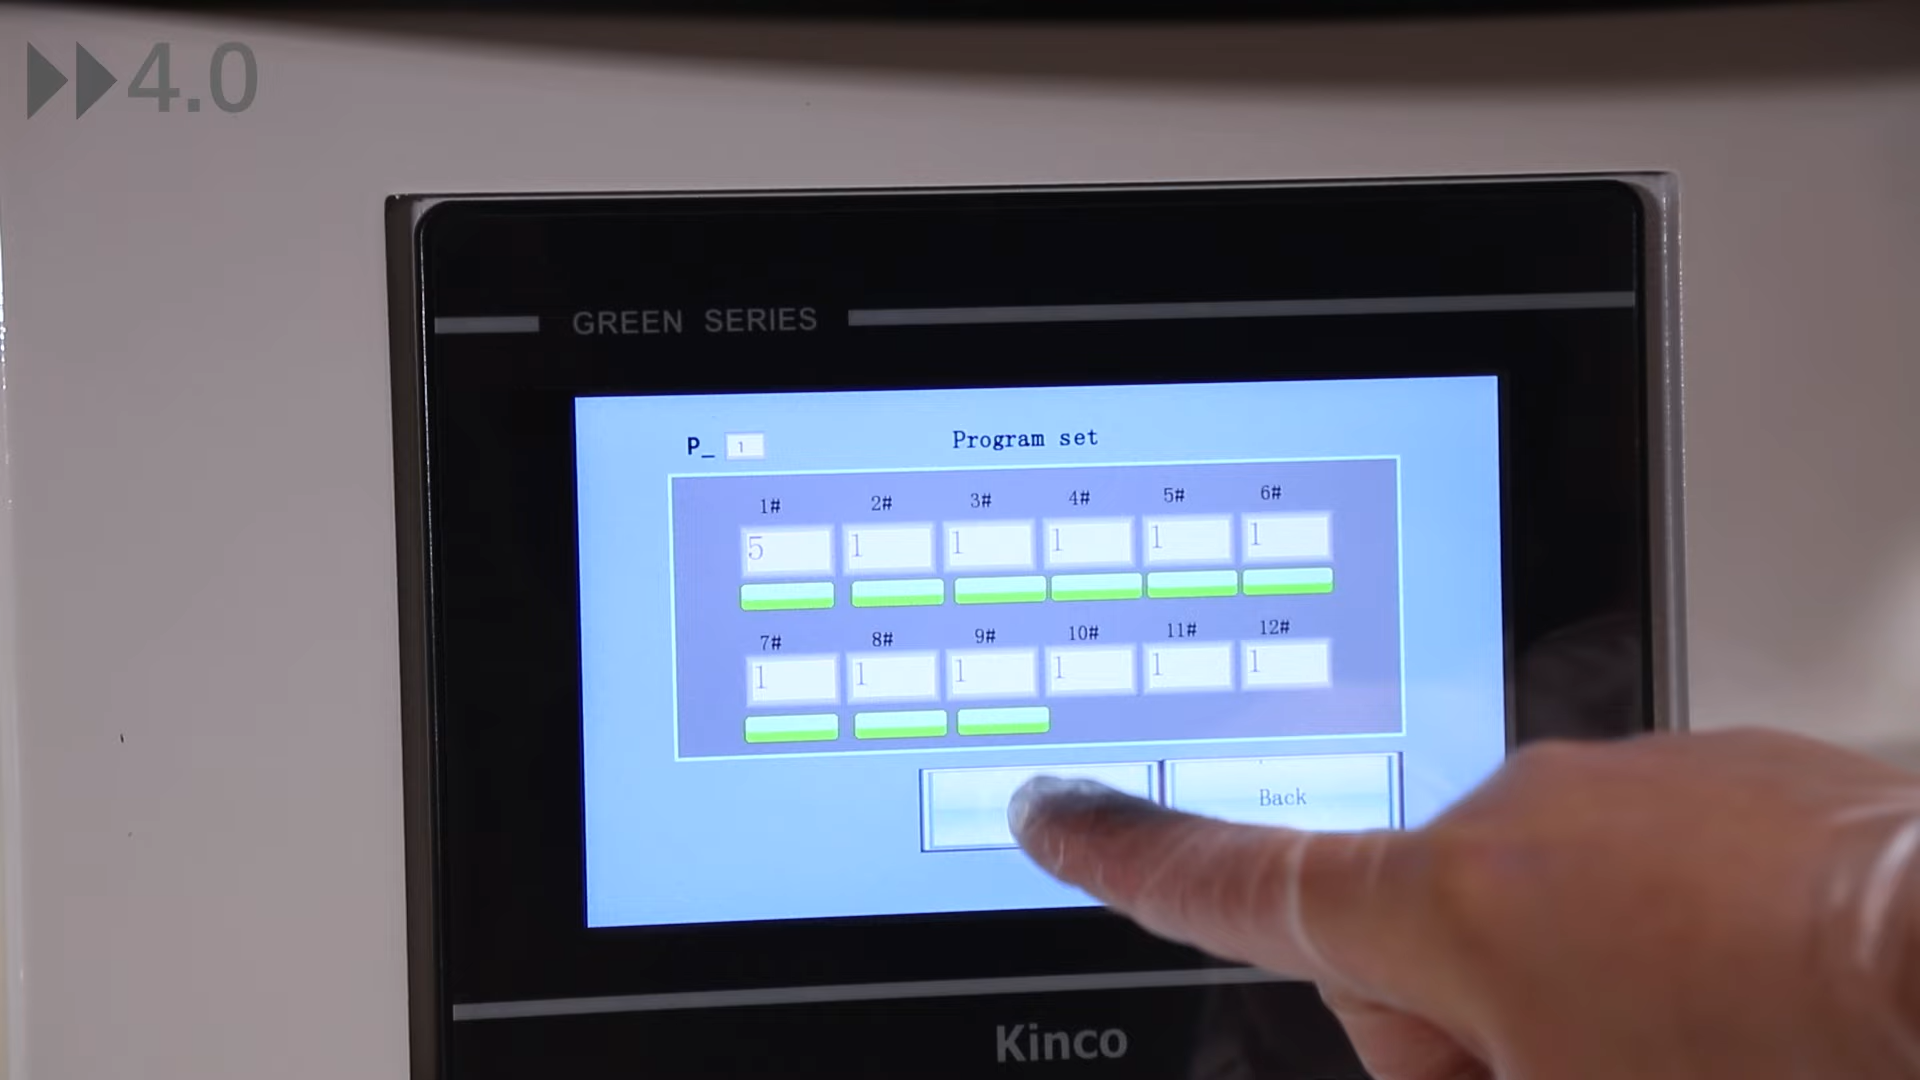 4.0
GREEN SERIES
P_ 1 Program set
1# 2# 3# 4# 5# 6#
5 1 1 1 1 1
7# 8# 9# 10# 11# 12#
1 1 1 1 1 1
Back
Kinco